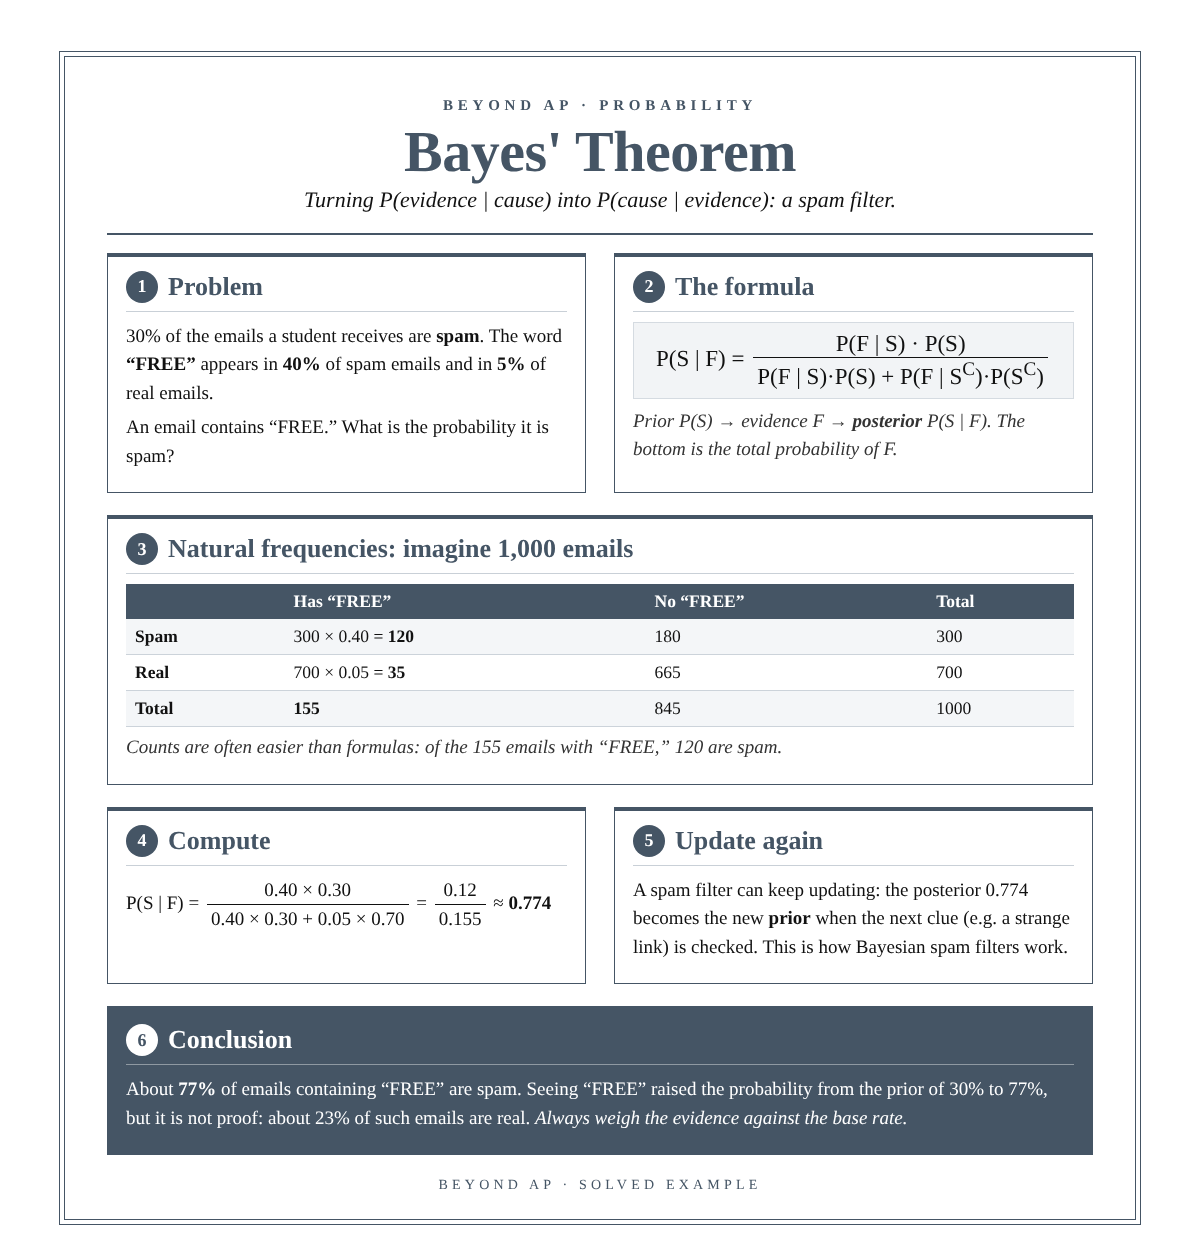 BEYOND AP · PROBABILITY
Bayes' Theorem
Turning P(evidence | cause) into P(cause | evidence): a spam filter.
1 Problem
30% of the emails a student receives are spam. The word
“FREE” appears in 40% of spam emails and in 5% of
real emails.
An email contains “FREE.” What is the probability it is
spam?
2 The formula
P(S | F) = P(F | S) · P(S)
P(F | S)·P(S) + P(F | S^C)·P(S^C)
Prior P(S) → evidence F → posterior P(S | F). The
bottom is the total probability of F.
3 Natural frequencies: imagine 1,000 emails
Has “FREE” No “FREE” Total
Spam 300 × 0.40 = 120 180 300
Real 700 × 0.05 = 35 665 700
Total 155 845 1000
Counts are often easier than formulas: of the 155 emails with “FREE,” 120 are spam.
4 Compute
0.40 × 0.30 0.12
P(S | F) = = ≈ 0.774
0.40 × 0.30 + 0.05 × 0.70 0.155
5 Update again
A spam filter can keep updating: the posterior 0.774
becomes the new prior when the next clue (e.g. a strange
link) is checked. This is how Bayesian spam filters work.
6 Conclusion
About 77% of emails containing “FREE” are spam. Seeing “FREE” raised the probability from the prior of 30% to 77%,
but it is not proof: about 23% of such emails are real. Always weigh the evidence against the base rate.
BEYOND AP · SOLVED EXAMPLE